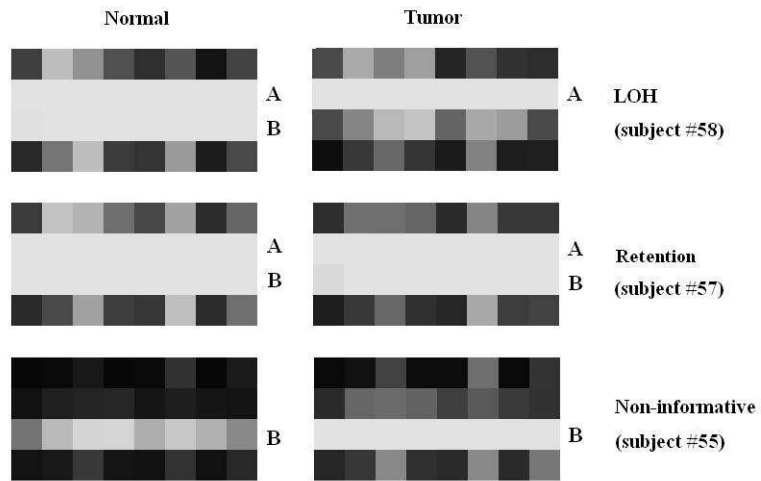 Normal Tumor
A A LOH
B (subject #58)
A A Retention
B B (subject #57)
Non-informative
B B (subject #55)